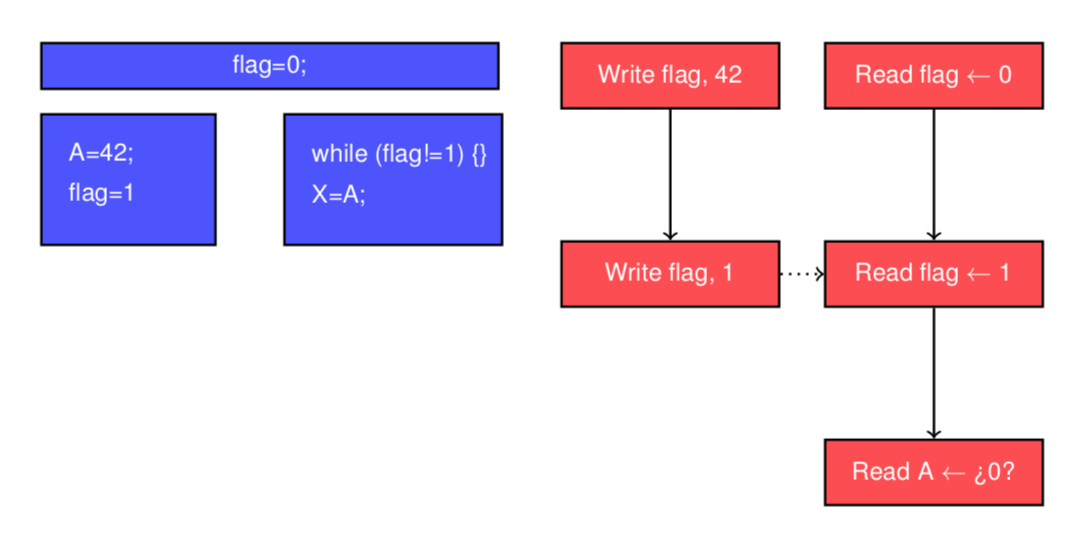 flag=0;
A=42;
flag=1
while (flag!=1) {}
X=A;
Write flag, 42
Read flag ← 0
Write flag, 1
Read flag ← 1
Read A ← ¿0?